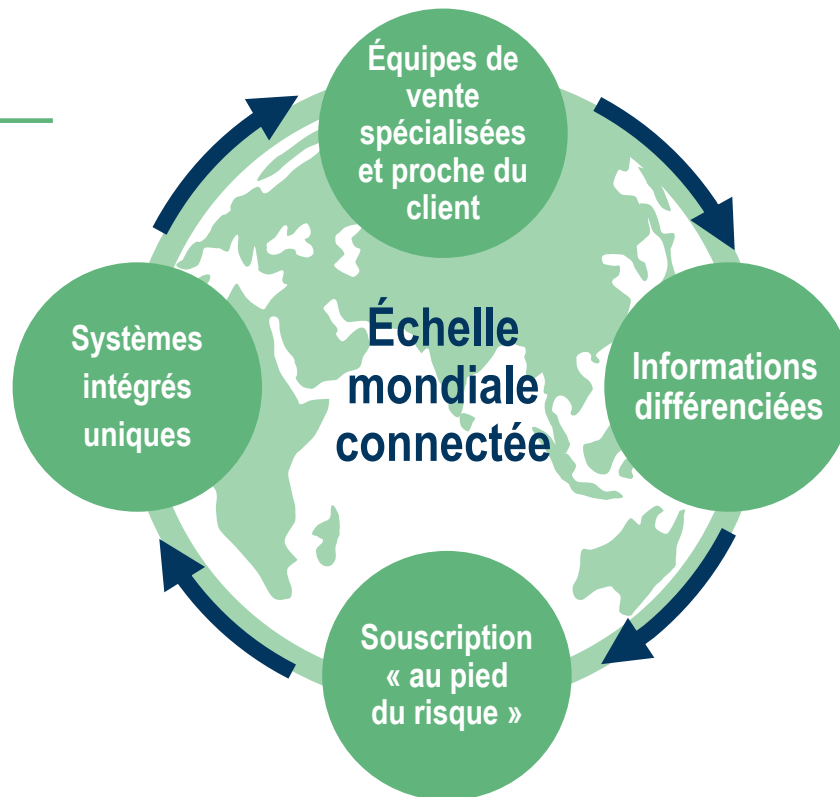 Équipes de
vente
spécialisées
et proche du
client
Systèmes
intégrés
uniques
Échelle
mondiale
connectée
Informations
différenciées
Souscription
« au pied
du risque »